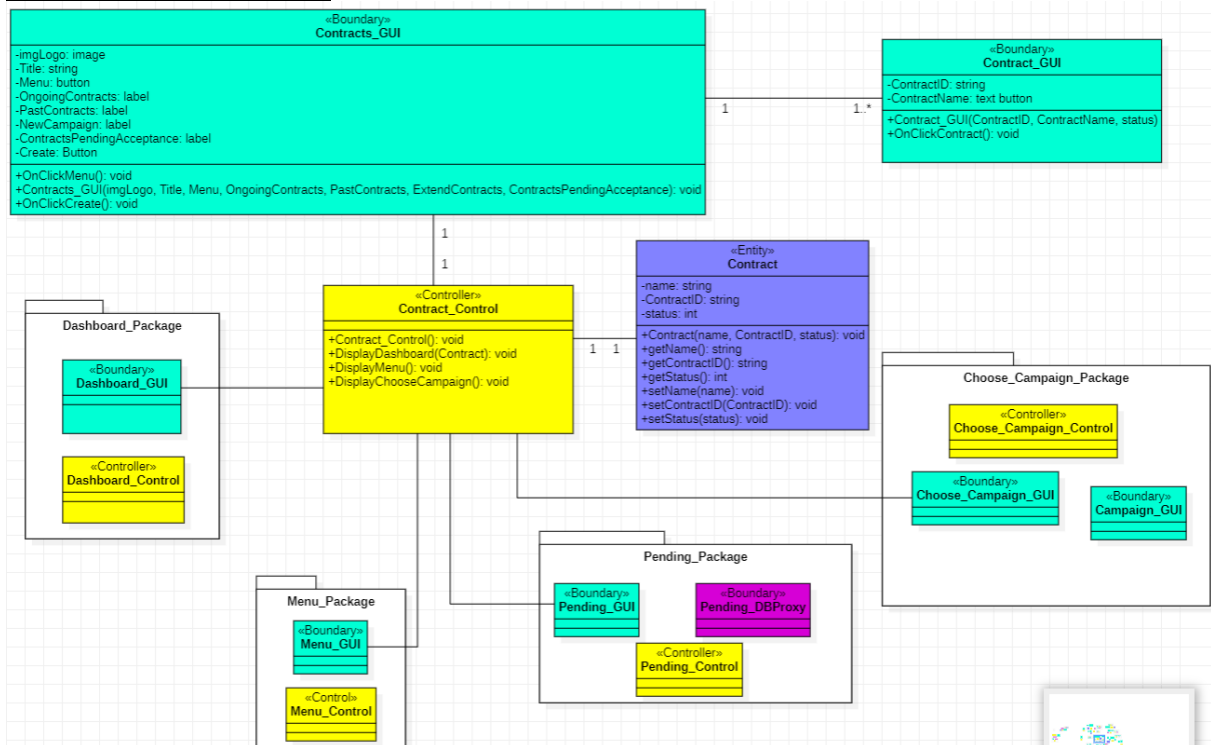 «Boundary»
Contracts_GUI
-imgLogo: image
-Title: string
-Menu: button
-OngoingContracts: label
-PastContracts: label
-NewCampaign: label
-ContractsPendingAcceptance: label
-Create: Button
+OnClickMenu(): void
+Contracts_GUI(imgLogo, Title, Menu, OngoingContracts, PastContracts, ExtendContracts, ContractsPendingAcceptance): void
+OnClickCreate(): void
1
1..*
«Boundary»
Contract_GUI
-ContractID: string
-ContractName: text button
+Contract_GUI(ContractID, ContractName, status)
+OnClickContract(): void
1
1
«Controller»
Contract_Control
+Contract_Control(): void
+DisplayDashboard(Contract): void
+DisplayMenu(): void
+DisplayChooseCampaign(): void
1
1
«Entity»
Contract
-name: string
-ContractID: string
-status: int
+Contract(name, ContractID, status): void
+getName(): string
+getContractID(): string
+getStatus(): int
+setName(name): void
+setContractID(ContractID): void
+setStatus(status): void
Dashboard_Package
«Boundary»
Dashboard_GUI
«Controller»
Dashboard_Control
Choose_Campaign_Package
«Controller»
Choose_Campaign_Control
«Boundary»
Choose_Campaign_GUI
«Boundary»
Campaign_GUI
Pending_Package
«Boundary»
Pending_GUI
«Boundary»
Pending_DBProxy
«Controller»
Pending_Control
Menu_Package
«Boundary»
Menu_GUI
«Control»
Menu_Control